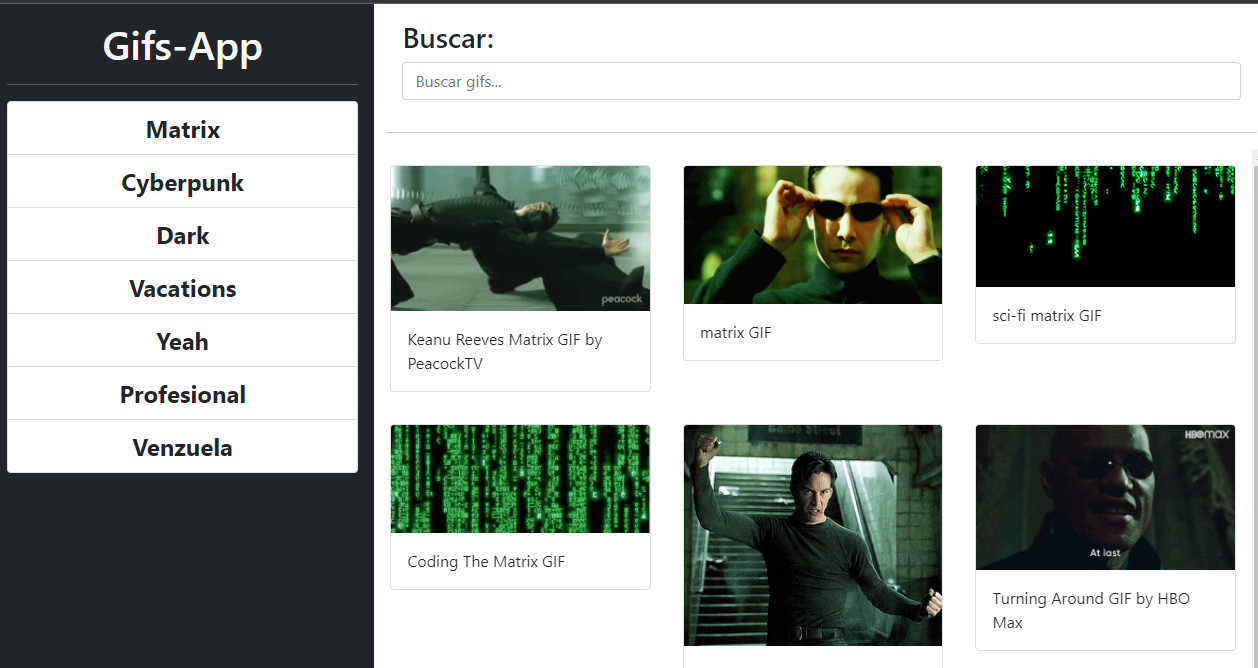 Gifs-App
Matrix
Cyberpunk
Dark
Vacations
Yeah
Profesional
Venzuela
Buscar:
Buscar gifs...
peacock
Keanu Reeves Matrix GIF by
PeacockTV
matrix GIF
sci-fi matrix GIF
Coding The Matrix GIF
HBOMAX
At last
Turning Around GIF by HBO
Max